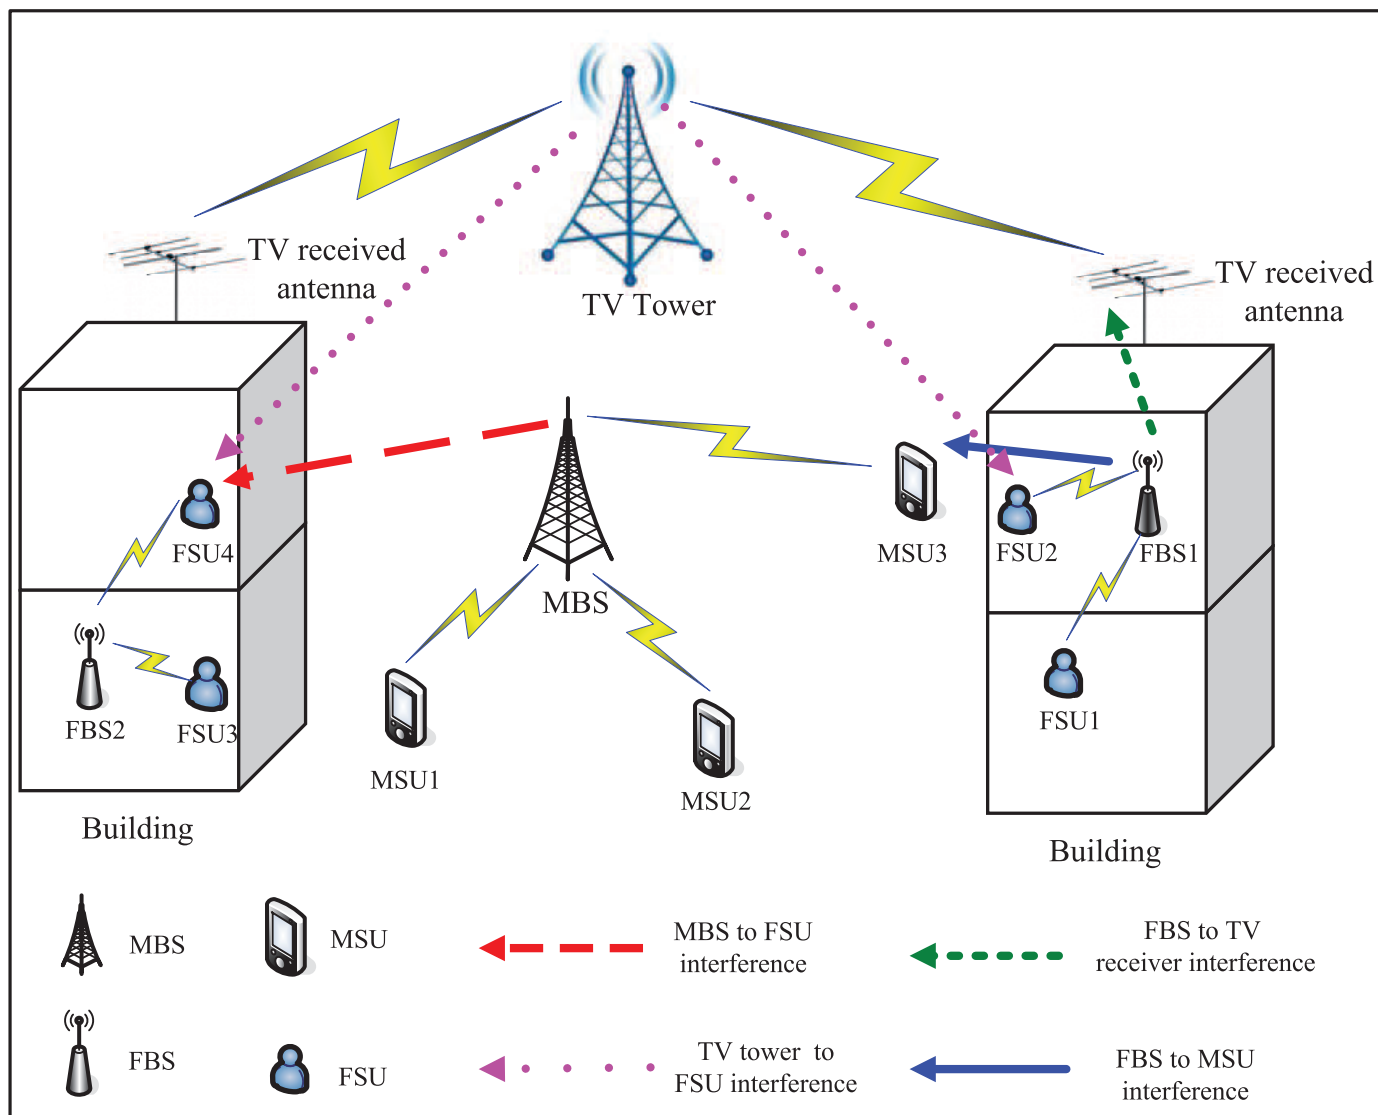 TV received
antenna
TV Tower
TV received
antenna
MSU3
FSU2
FBS1
FSU4
MBS
FBS2
FSU3
FSU1
MSU1
MSU2
Building
Building
MBS
MSU
MBS to FSU
interference
FBS to TV
receiver interference
FBS
FSU
TV tower to
FSU interference
FBS to MSU
interference